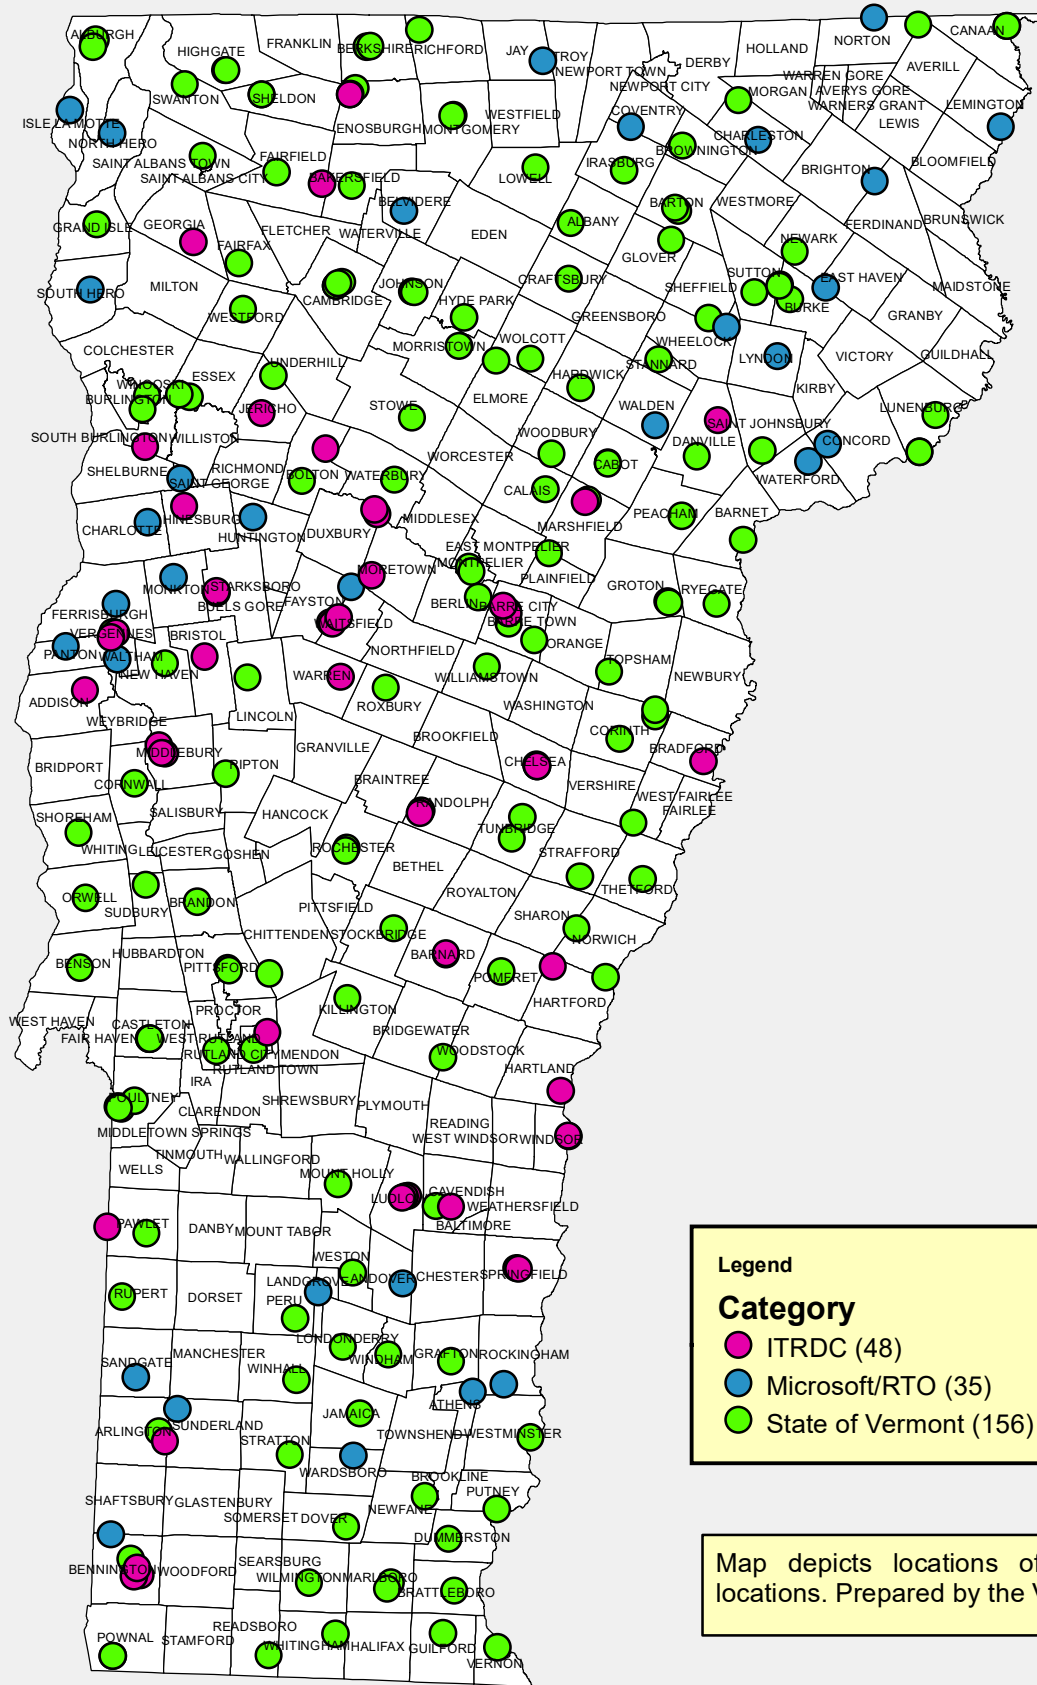 ALBURGH
HIGHGATE
FRANKLIN
BERKSHIRE
RICHFORD
JAY
TROY
NEWPORT TOWN
NEWPORT CITY
DERBY
HOLLAND
NORTON
CANAAN
AVERILL
WARREN GORE
AVERYS GORE
WARNERS GRANT
LEWIS
LEMINGTON
SWANTON
SHELDON
ENOSBURGH
MONTGOMERY
WESTFIELD
COVENTRY
MORGAN
CHARLESTON
BROWNINGTON
ISLE LA MOTTE
NORTH HERO
SAINT ALBANS TOWN
SAINT ALBANS CITY
FAIRFIELD
BAKERSFIELD
LOWELL
IRASBURG
BRIGHTON
BLOOMFIELD
BELVIDERE
GRAND ISLE
GEORGIA
FLETCHER
WATERVILLE
EDEN
ALBANY
BARTON
WESTMORE
FERDINAND
BRUNSWICK
FAIRFAX
GLOVER
NEWARK
SOUTH HERO
MILTON
CAMBRIDGE
JOHNSON
HYDE PARK
CRAFTSBURY
SHEFFIELD
SUTTON
BURKE
EAST HAVEN
MAIDSTONE
WESTFORD
GREENSBORO
GRANBY
COLCHESTER
UNDERHILL
MORRISTOWN
WOLCOTT
WHEELOCK
STANNARD
LYNDON
VICTORY
GUILDHALL
WINOOSKI
ESSEX
BURLINGTON
JERICHO
STOWE
ELMORE
HARDWICK
WALDEN
KIRBY
LUNENBURG
SOUTH BURLINGTON
WILLISTON
WOODBURY
DANVILLE
SAINT JOHNSBURY
CONCORD
SHELBURNE
RICHMOND
SAINT GEORGE
BOLTON
WATERBURY
WORCESTER
CABOT
WATERFORD
CALAIS
CHARLOTTE
HINESBURG
HUNTINGTON
DUXBURY
MIDDLESEX
MARSHFIELD
PEACHAM
BARNET
EAST MONTPELIER
MONTPELIER
PLAINFIELD
MONKTON
STARKSBORO
BUELS GORE
FAYSTON
MORETOWN
BERLIN
BARRE CITY
BARRE TOWN
GROTON
RYEGATE
FERRISBURGH
VERGENNES
WAITSFIELD
PANTON
WALTHAM
NEW HAVEN
BRISTOL
NORTHFIELD
ORANGE
TOPSHAM
NEWBURY
ADDISON
WARREN
WILLIAMSTOWN
WEYBRIDGE
LINCOLN
ROXBURY
WASHINGTON
CORINTH
BRIDPORT
MIDDLEBURY
GRANVILLE
BROOKFIELD
CHELSEA
BRADFORD
CORNWALL
RIPTON
BRAINTREE
VERSHIRE
WEST FAIRLEE
FAIRLEE
SHOREHAM
SALISBURY
HANCOCK
RANDOLPH
TUNBRIDGE
WHITING
LEICESTER
GOSHEN
ROCHESTER
BETHEL
STRAFFORD
THETFORD
ORWELL
SUDBURY
BRANDON
PITTSFIELD
ROYALTON
SHARON
CHITTENDEN
STOCKBRIDGE
NORWICH
BENSON
HUBBARDTON
PITTSFORD
BARNARD
POMFRET
HARTFORD
WEST HAVEN
CASTLETON
FAIR HAVEN
PROCTOR
WEST RUTLAND
RUTLAND CITY
MENDON
RUTLAND TOWN
KILLINGTON
BRIDGEWATER
WOODSTOCK
HARTLAND
IRA
POULTNEY
CLARENDON
SHREWSBURY
PLYMOUTH
READING
WEST WINDSOR
WINDSOR
MIDDLETOWN SPRINGS
TINMOUTH
WALLINGFORD
WELLS
MOUNT HOLLY
CAVENDISH
WEATHERSFIELD
BALTIMORE
PAWLET
DANBY
MOUNT TABOR
WESTON
LANDGROVE
ANDOVER
CHESTER
SPRINGFIELD
RUPERT
DORSET
PERU
LONDONDERRY
WINDHAM
GRAFTON
ROCKINGHAM
SANDGATE
MANCHESTER
WINHALL
ATHENS
ARLINGTON
SUNDERLAND
STRATTON
JAMAICA
TOWNSHEND
WESTMINSTER
WARDSBORO
BROOKLINE
PUTNEY
SHAFTSBURY
GLASTENBURY
SOMERSET
DOVER
NEWFANE
DUMMERSTON
BENNINGTON
WOODFORD
SEARSBURG
WILMINGTON
MARLBORO
BRATTLEBORO
POWNAL
STAMFORD
READSBORO
WHITINGHAM
HALIFAX
GUILFORD
VERNON
Legend
Category
ITRDC (48)
Microsoft/RTO (35)
State of Vermont (156)
Map depicts locations of
locations. Prepared by the